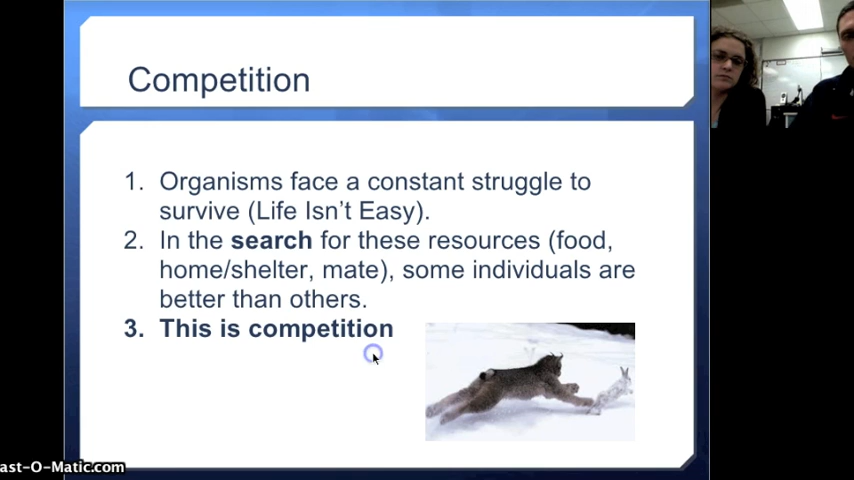 Competition
1. Organisms face a constant struggle to
survive (Life Isn't Easy).
2. In the search for these resources (food,
home/shelter, mate), some individuals are
better than others.
3. This is competition
ast-O-Matic.com